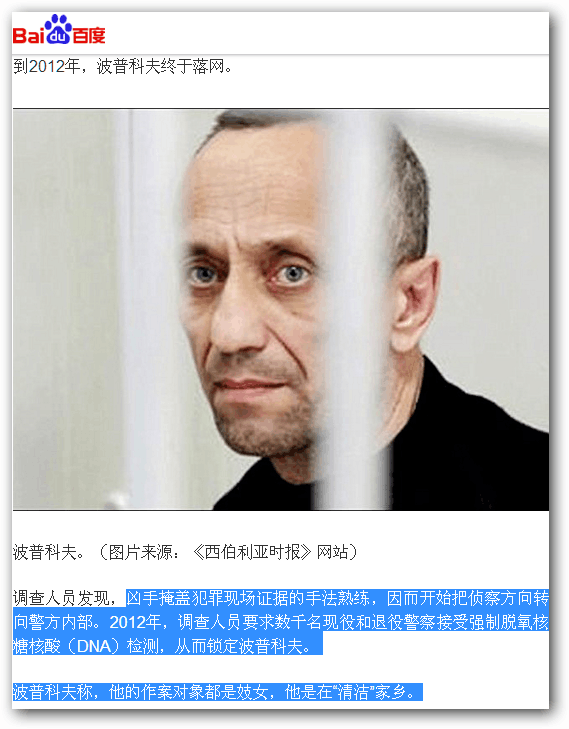 Bai du 百度
到2012年，波普科夫终于落网。
波普科夫。（图片来源：《西伯利亚时报》网站）
调查人员发现，凶手掩盖犯罪现场证据的手法熟练，因而开始把侦察方向转
向警方内部。2012年，调查人员要求数千名现役和退役警察接受强制脱氧核
糖核酸（DNA）检测，从而锁定波普科夫。
波普科夫称，他的作案对象都是妓女，他是在“清洁”家乡。